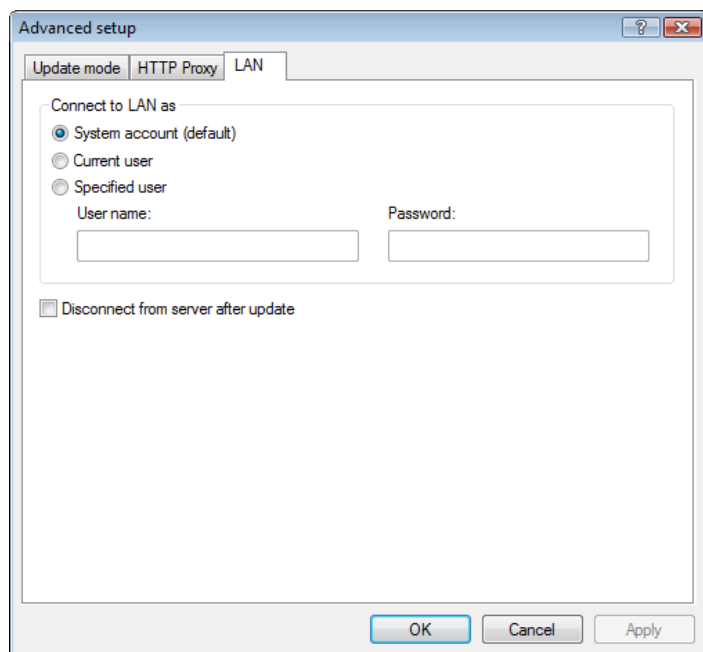 Advanced setup
Update mode HTTP Proxy LAN
Connect to LAN as
System account (default)
Current user
Specified user
User name: Password:
Disconnect from server after update
OK Cancel Apply